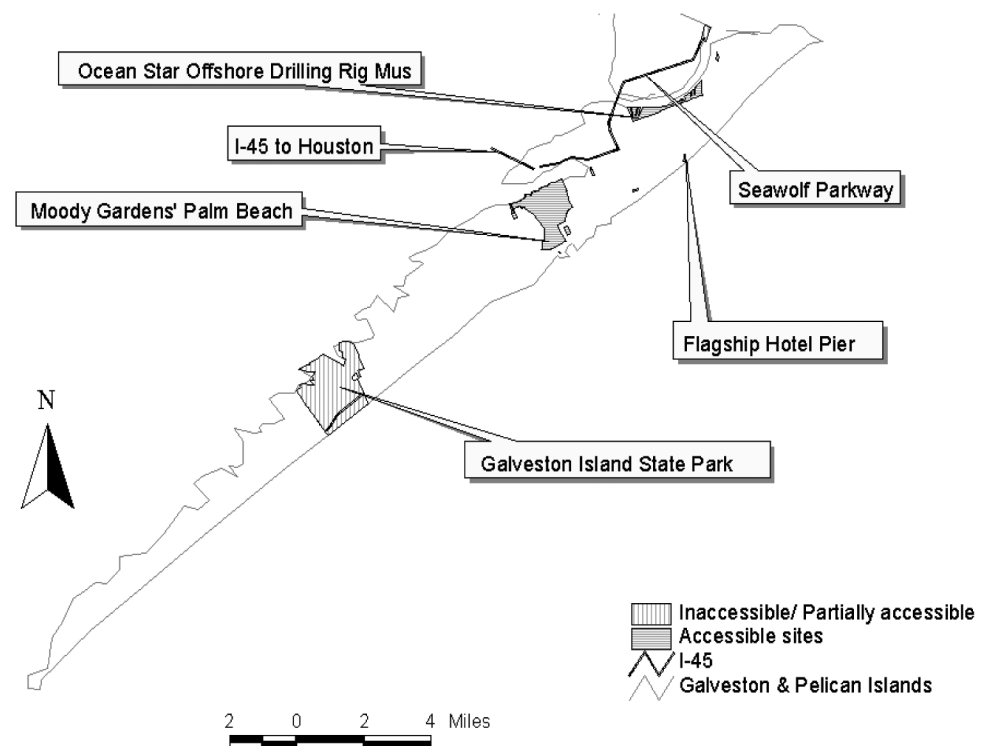 Ocean Star Offshore Drilling Rig Mus
I-45 to Houston
Seawolf Parkway
Moody Gardens' Palm Beach
Flagship Hotel Pier
N
Galveston Island State Park
Inaccessible/ Partially accessible
Accessible sites
I-45
Galveston & Pelican Islands
2 0 2 4 Miles